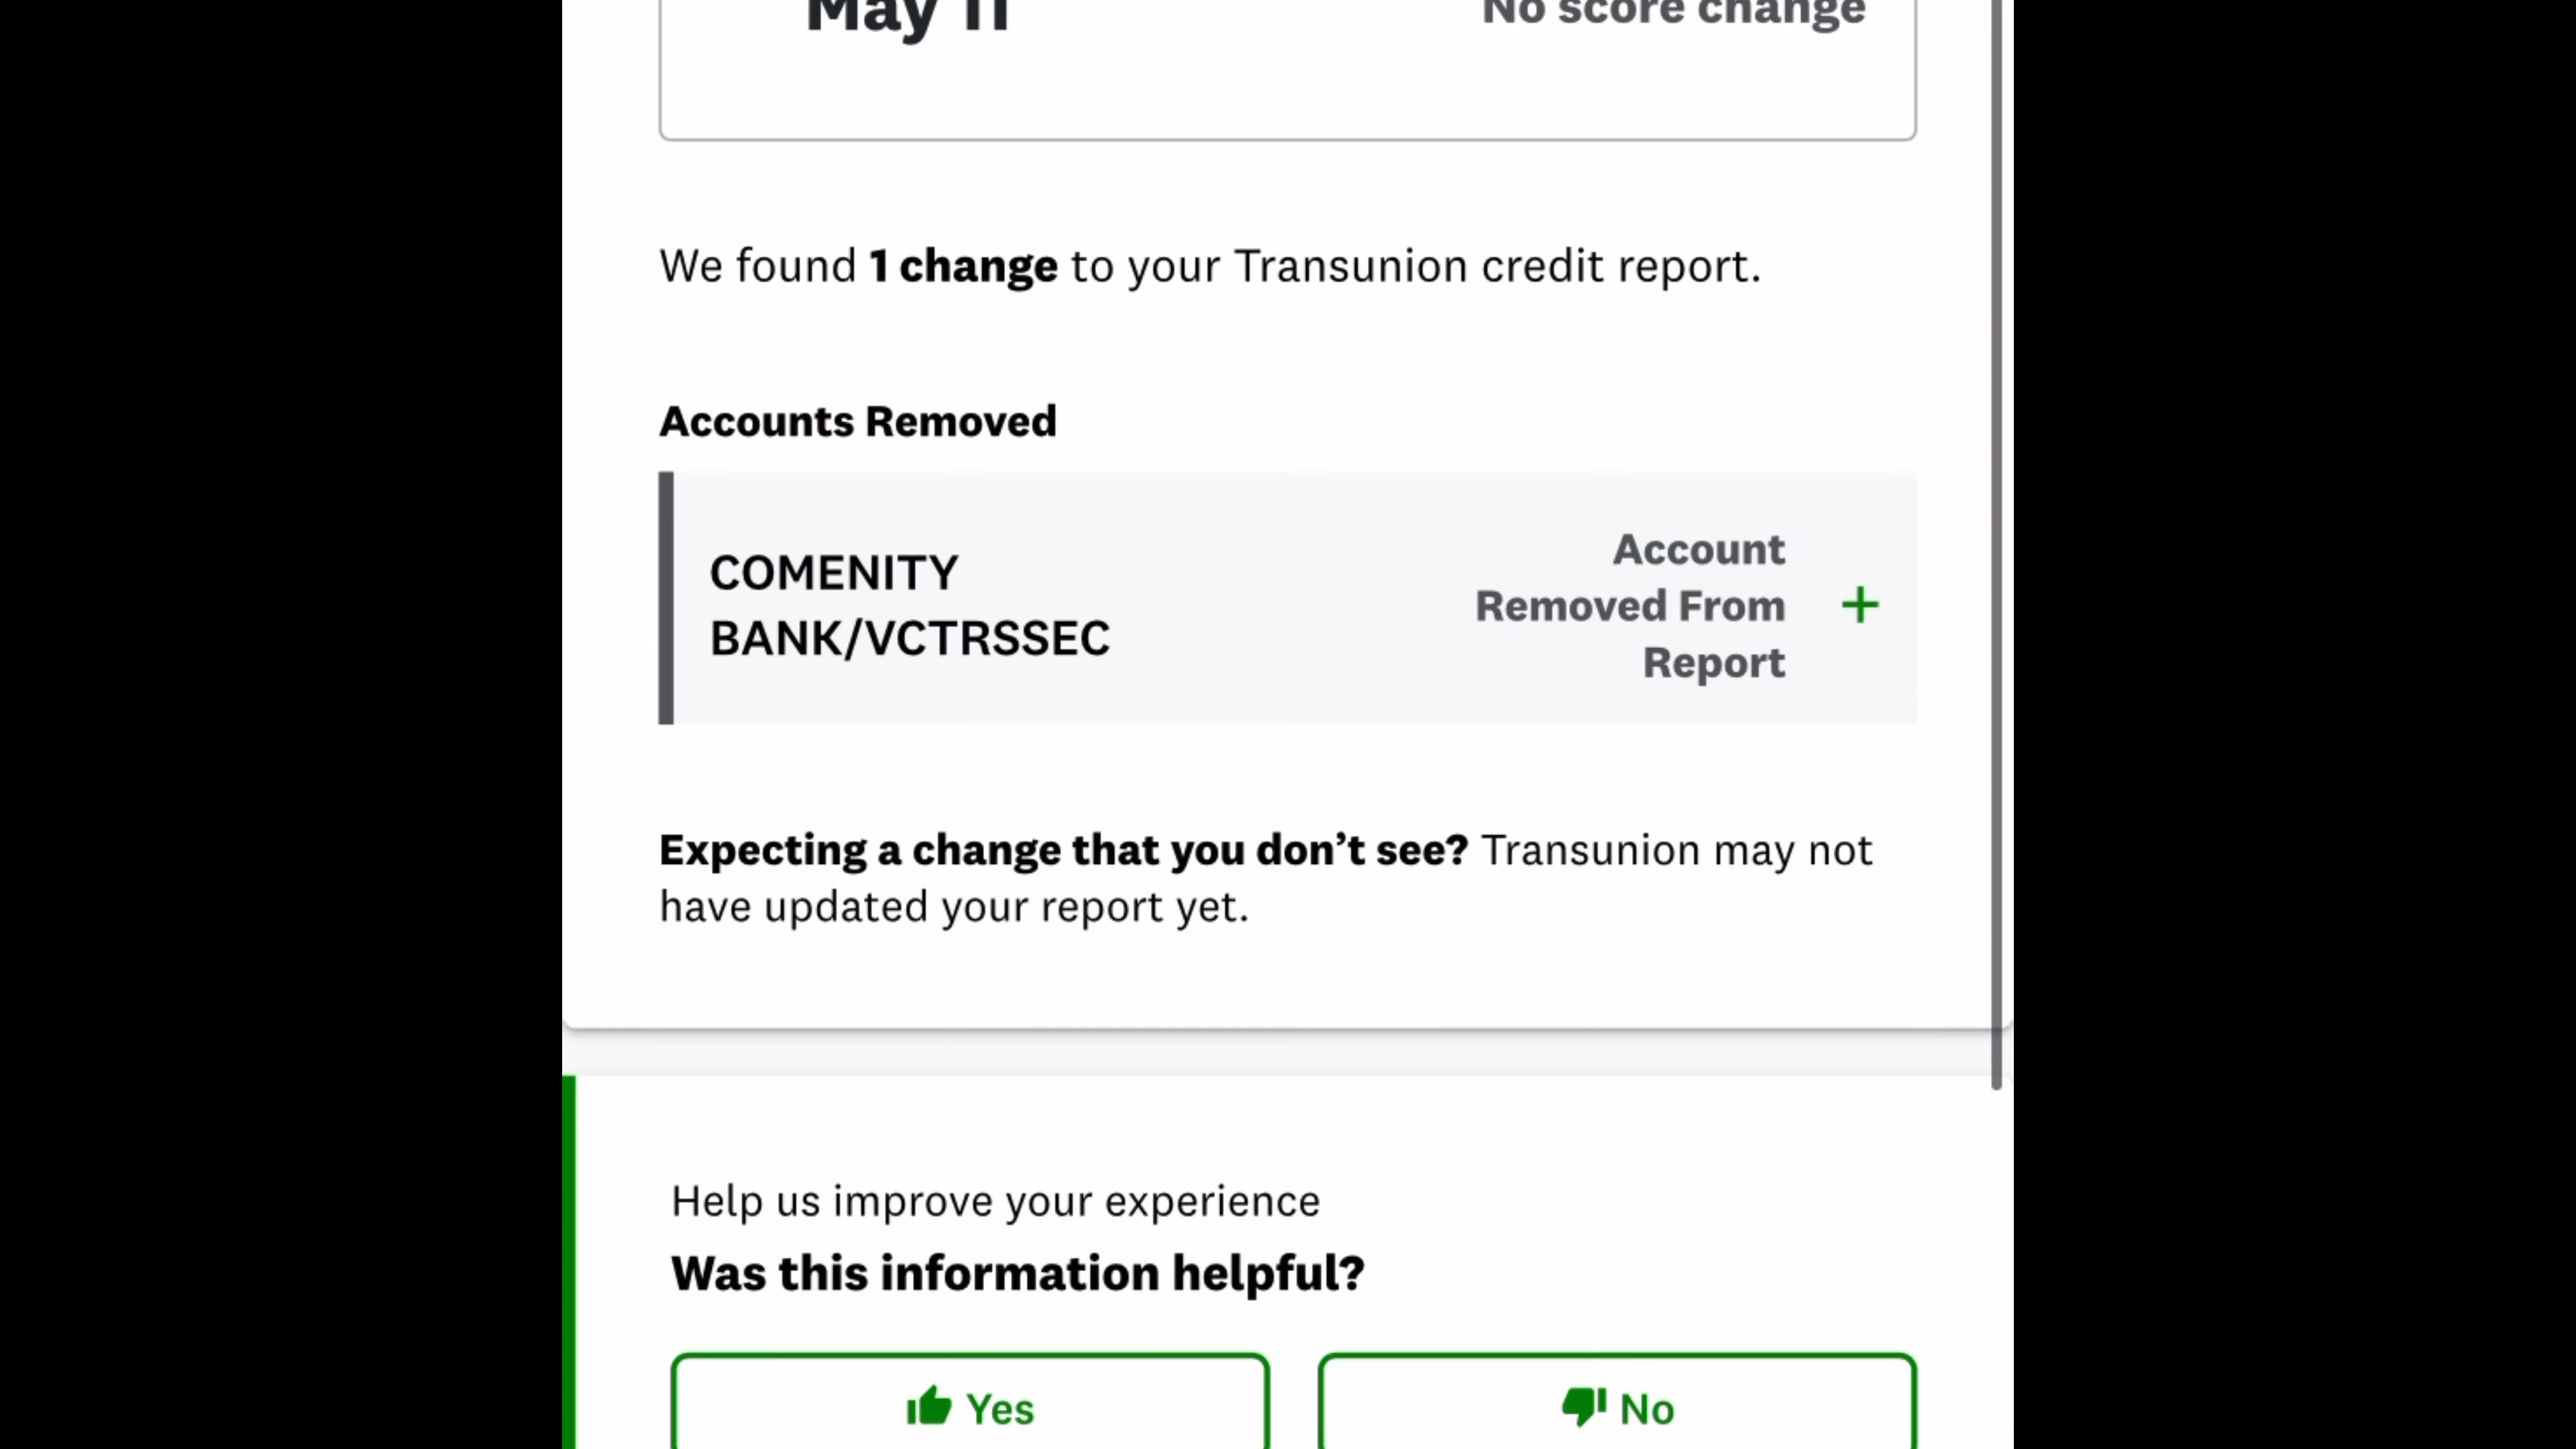 May 11
No score change
We found 1 change to your Transunion credit report.
Accounts Removed
COMENITY
BANK/VCTRSSEC
Account
Removed From
Report
+
Expecting a change that you don’t see? Transunion may not
have updated your report yet.
Help us improve your experience
Was this information helpful?
Yes
No